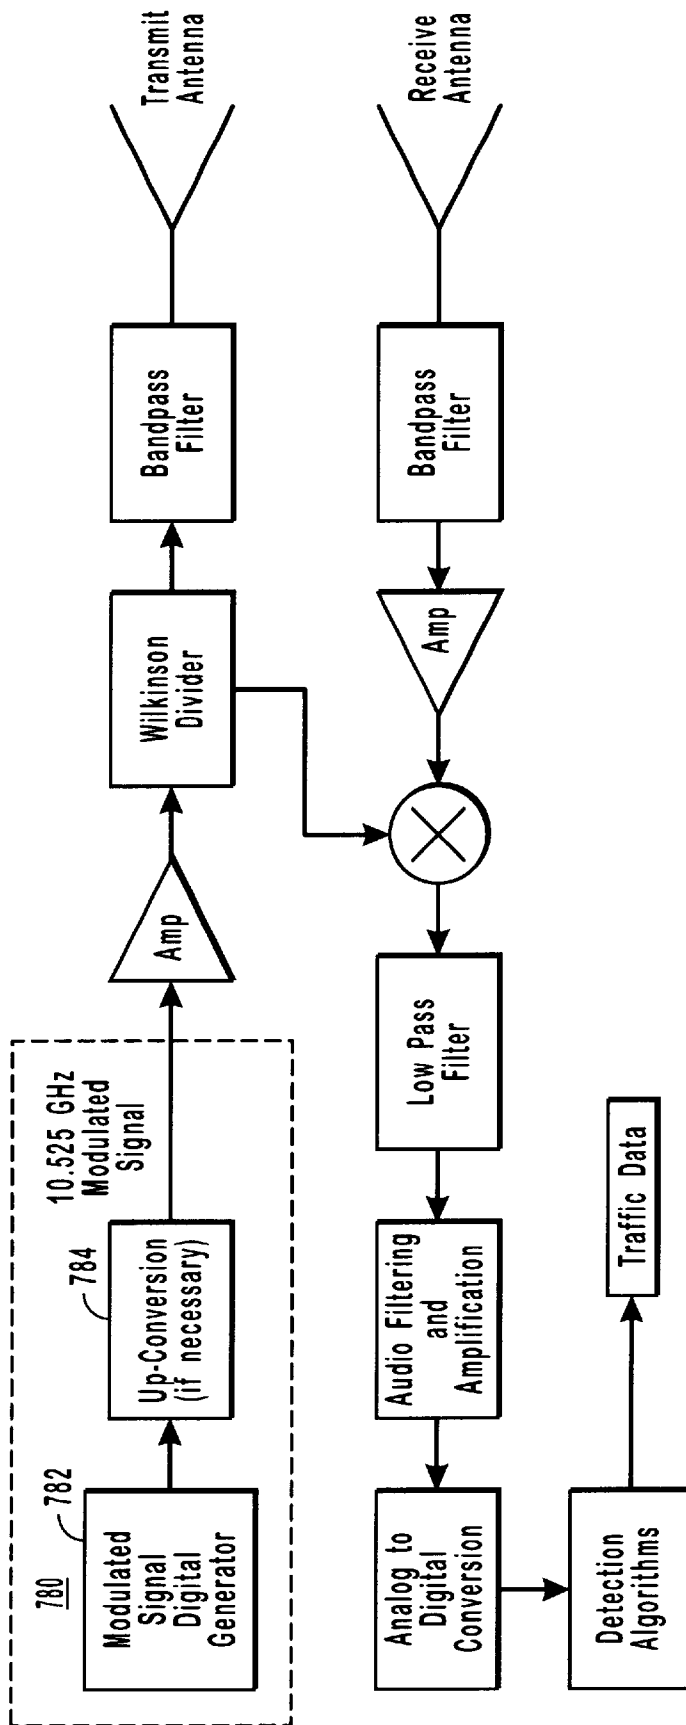 780
782
Modulated
Signal
Digital
Generator
784
Up-Conversion
(if necessary)
10.525 GHz
Modulated
Signal
Amp
Wilkinson
Divider
Bandpass
Filter
Transmit
Antenna
Receive
Antenna
Bandpass
Filter
Amp
Low Pass
Filter
Audio Filtering
and
Amplification
Analog to
Digital
Conversion
Detection
Algorithms
Traffic Data